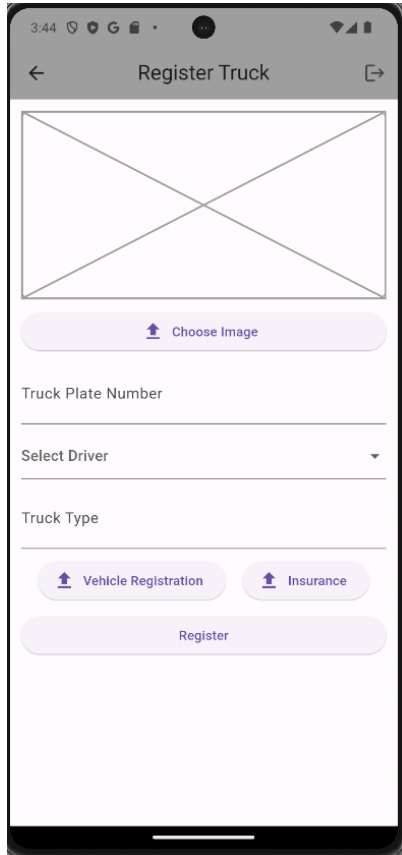 3:44 G
Register Truck
Choose Image
Truck Plate Number
Select Driver
Truck Type
Vehicle Registration Insurance
Register